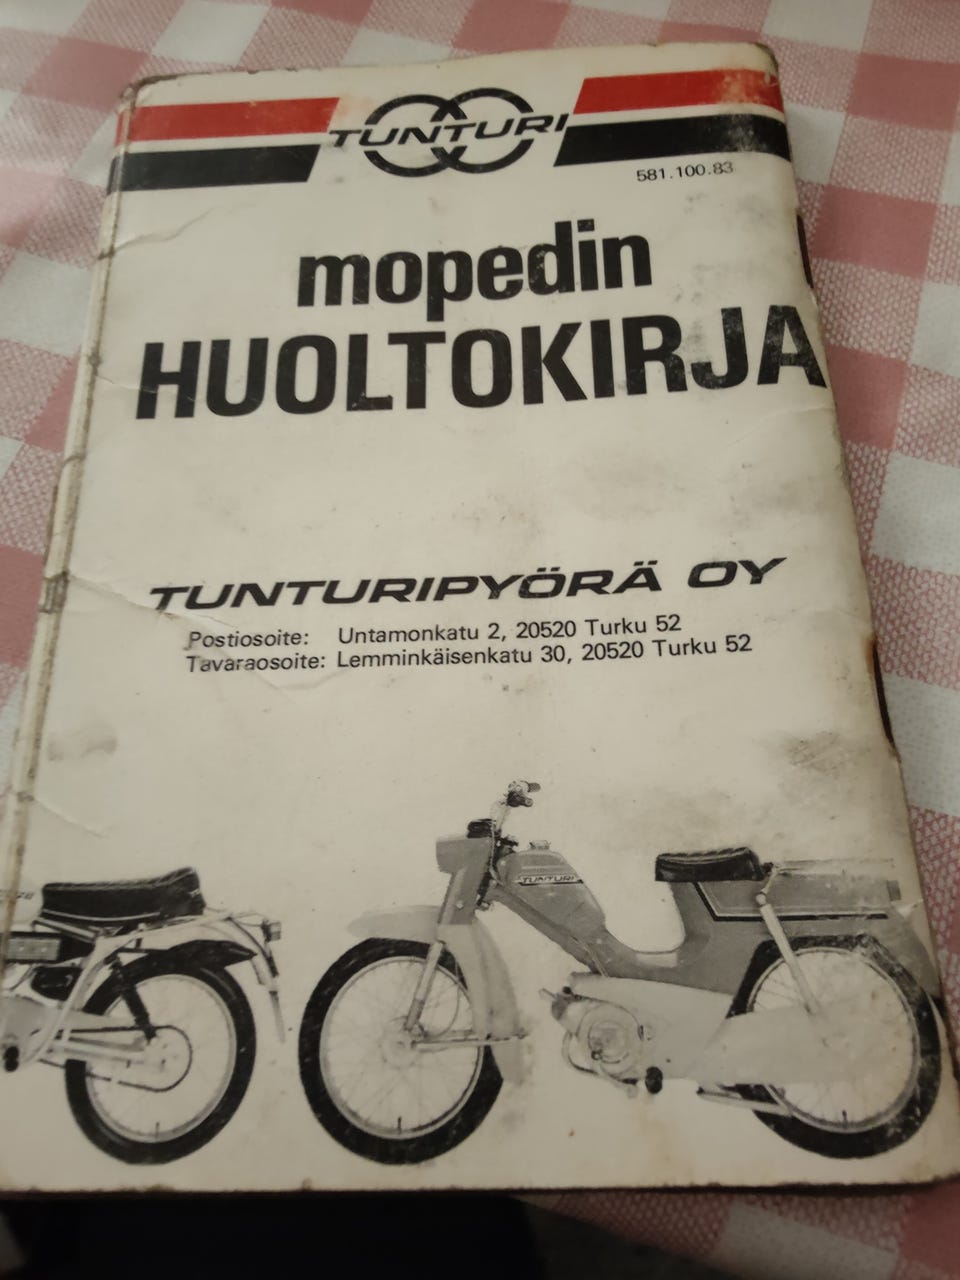 TUNTURI
581.100.83
mopedin
HUOLTOKIRJA
TUNTURIPYÖRÄ OY
Postiosoite: Untamonkatu 2, 20520 Turku 52
Tavaraosoite: Lemminkäisenkatu 30, 20520 Turku 52
TUNTURI